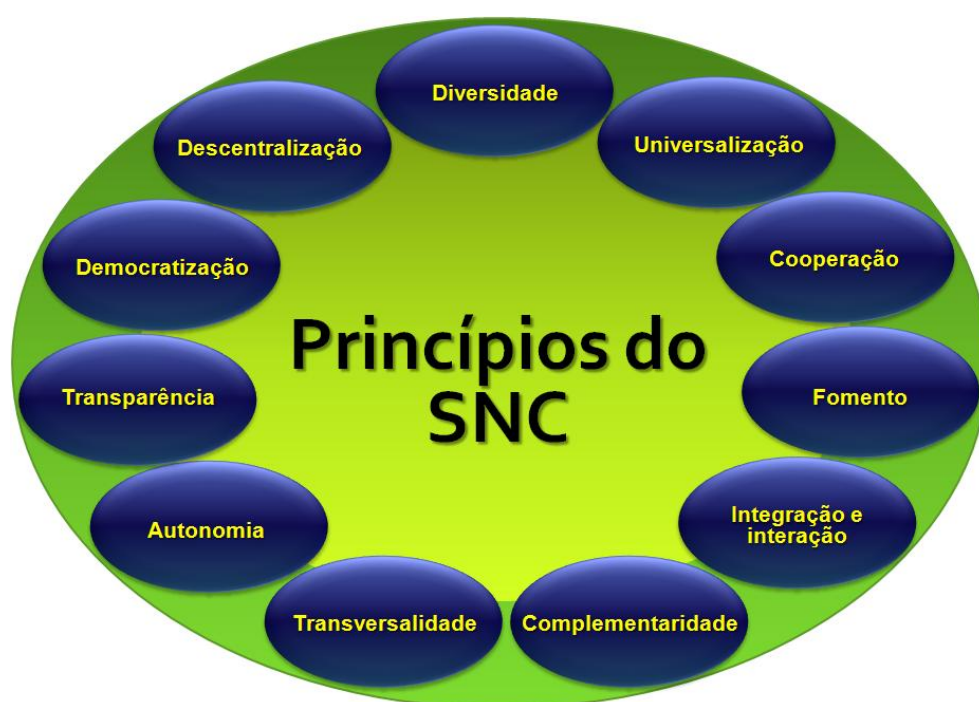 Diversidade
Universalização
Cooperação
Fomento
Integração e
interação
Complementaridade
Transversalidade
Autonomia
Transparência
Democratização
Descentralização
Princípios do
SNC